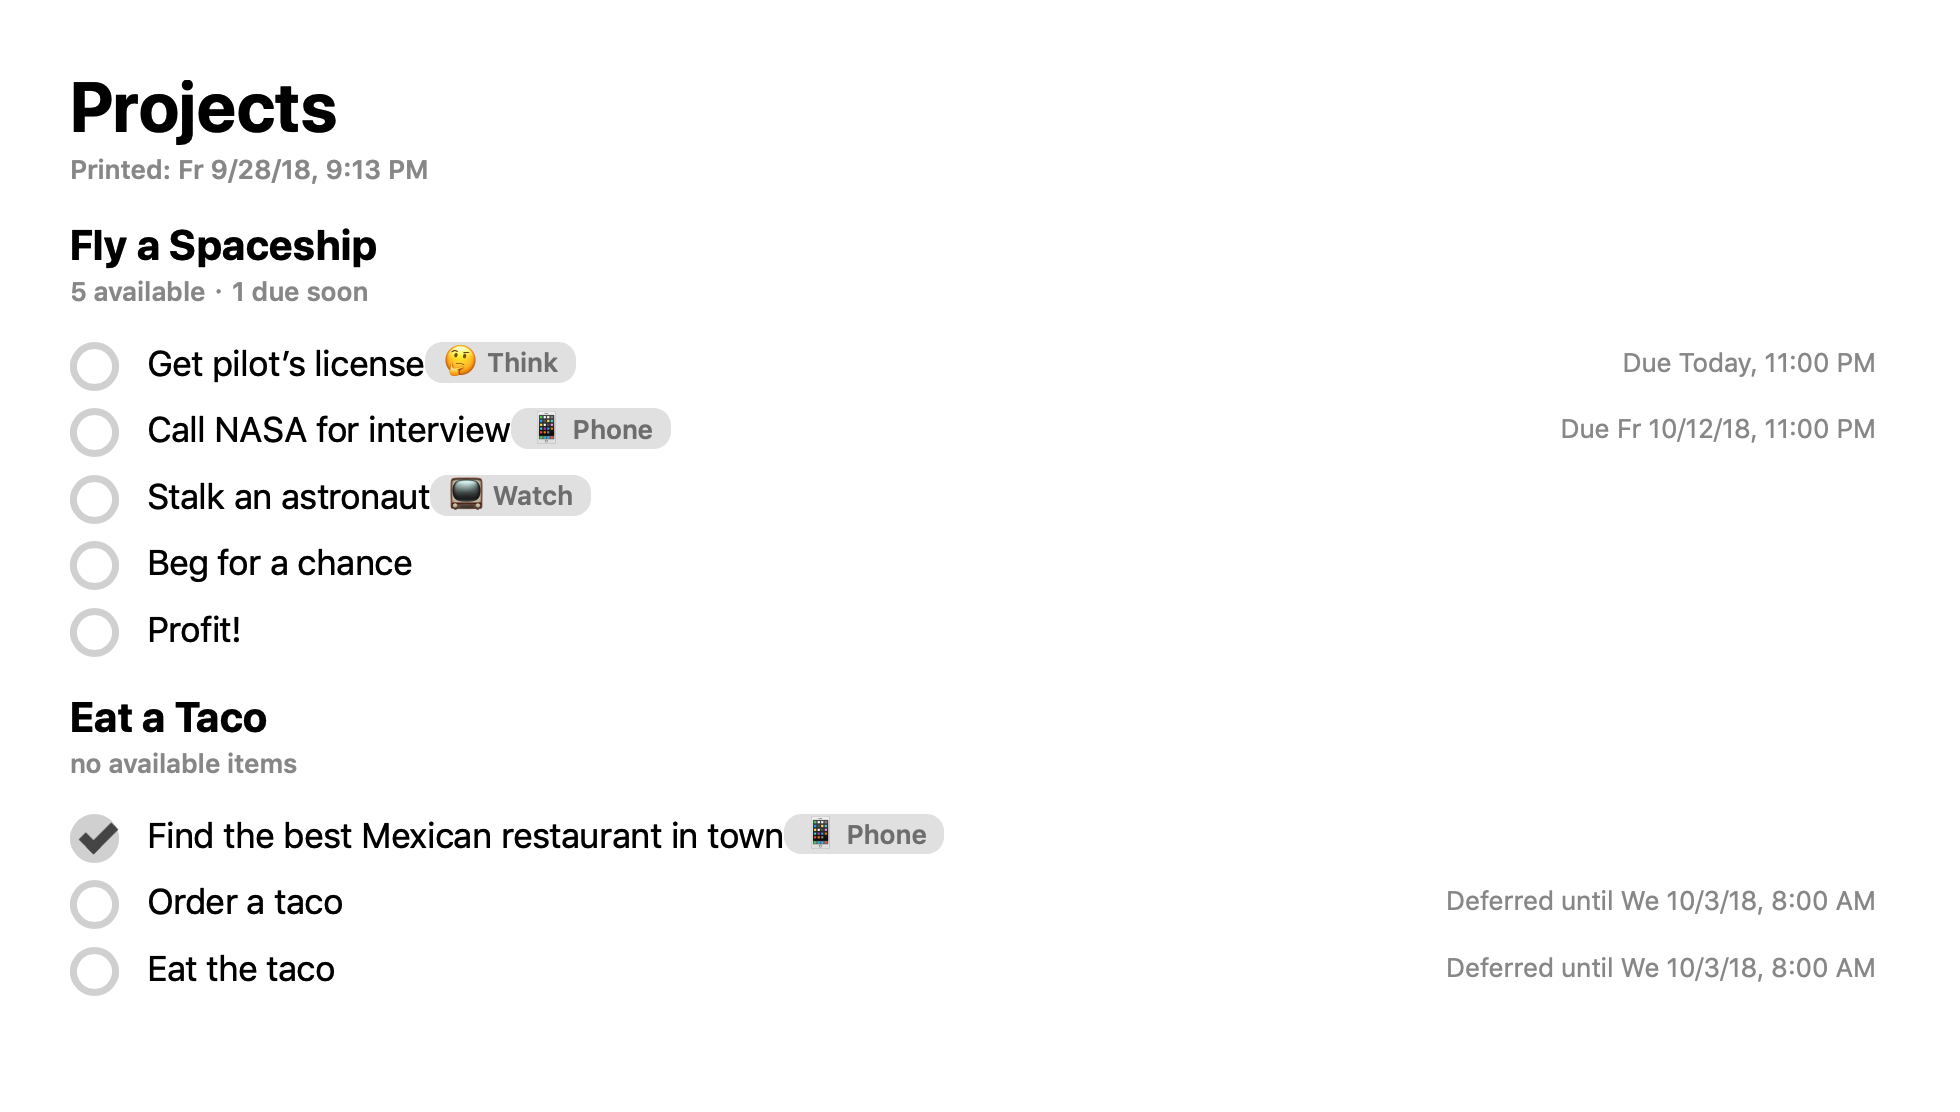 Projects
Printed: Fr 9/28/18, 9:13 PM
Fly a Spaceship
5 available · 1 due soon
Get pilot’s license 🤔 Think Due Today, 11:00 PM
Call NASA for interview 📱 Phone Due Fr 10/12/18, 11:00 PM
Stalk an astronaut 📺 Watch
Beg for a chance
Profit!
Eat a Taco
no available items
Find the best Mexican restaurant in town 📱 Phone
Order a taco Deferred until We 10/3/18, 8:00 AM
Eat the taco Deferred until We 10/3/18, 8:00 AM